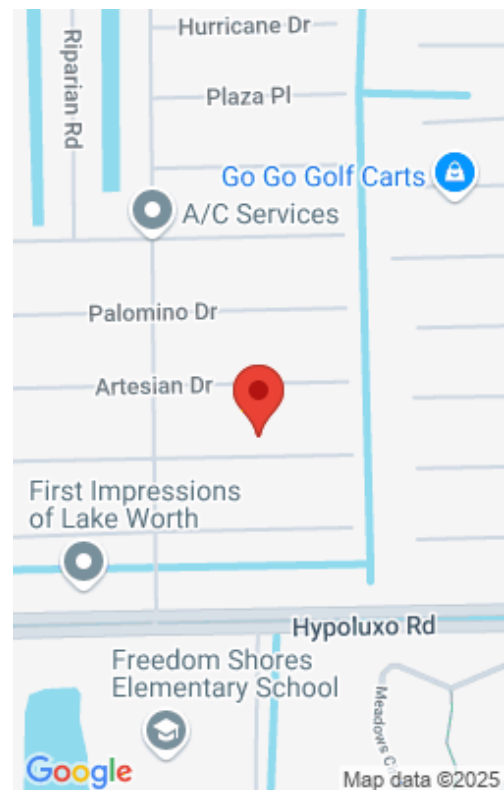 Hurricane Dr
Riparian Rd
Plaza Pl
Go Go Golf Carts
A/C Services
Palomino Dr
Artesian Dr
First Impressions
of Lake Worth
Hypoluxo Rd
Freedom Shores
Elementary School
Google
Map data ©2025